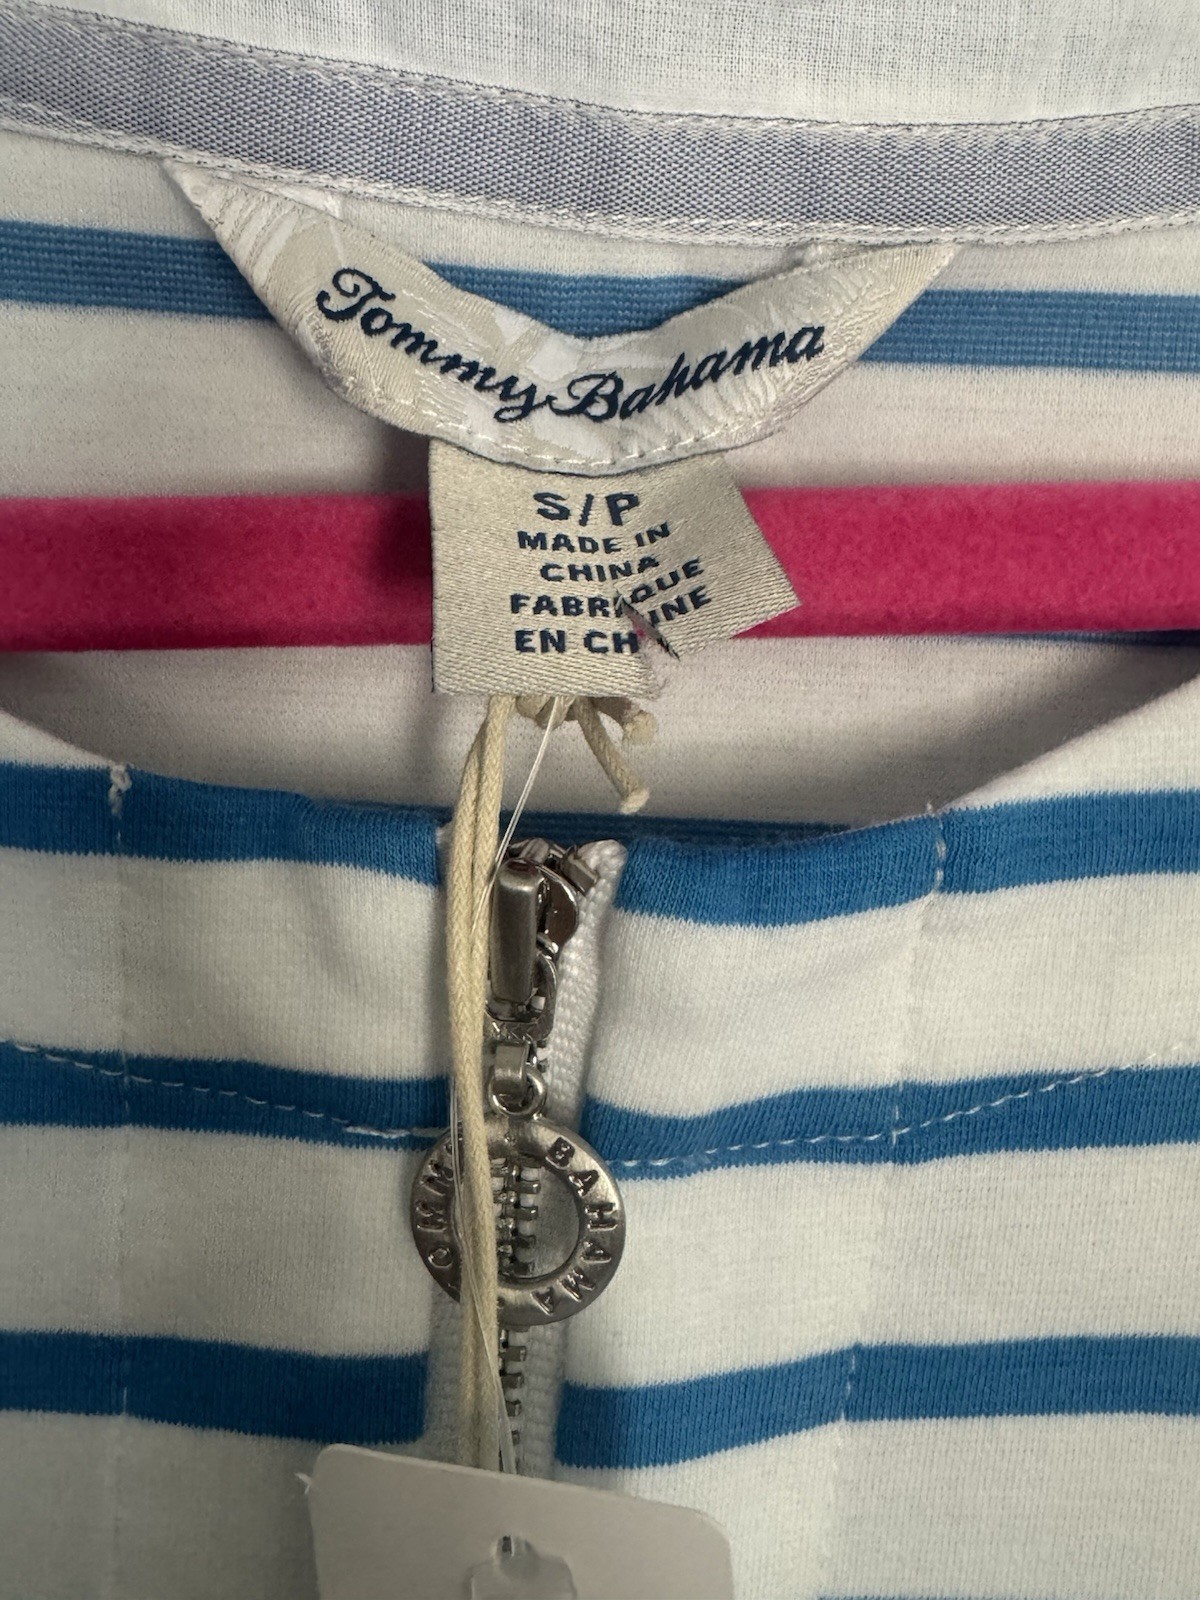 Tommy Bahama
S/P
MADE IN
CHINA
FABRIQUE
EN CHINE
TOMMY BAHAMA